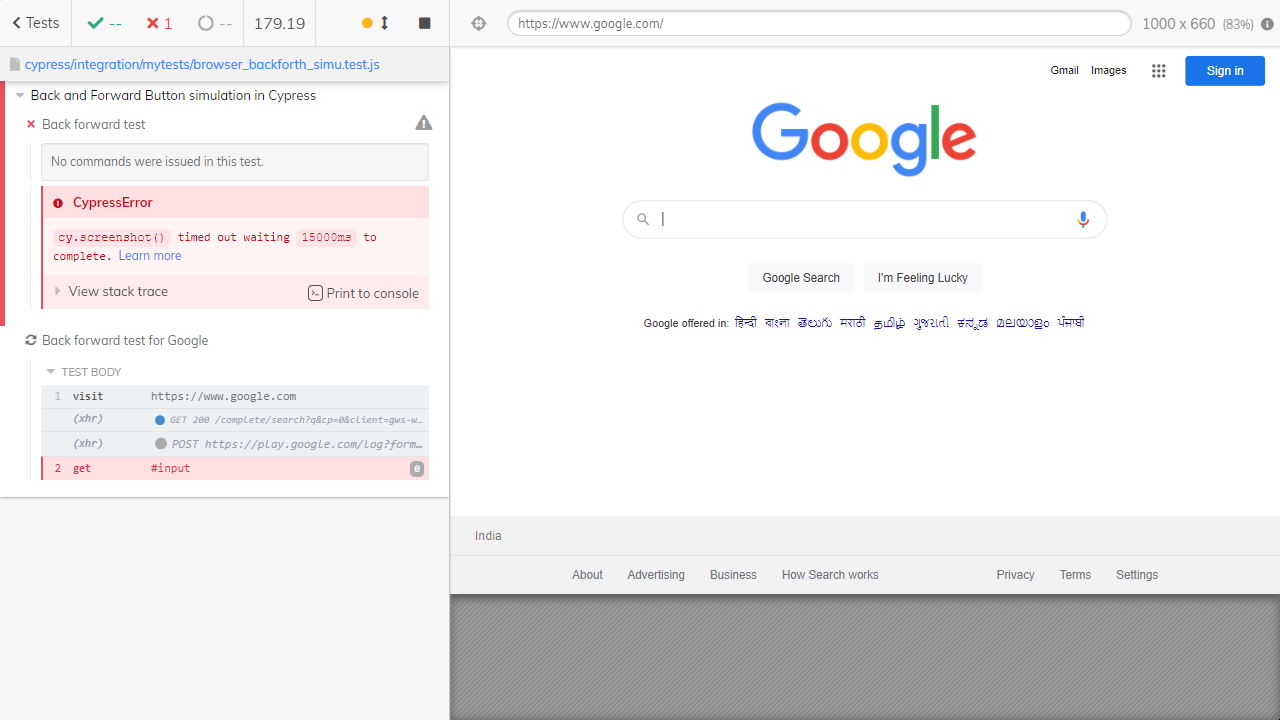 Tests
--
1
--
179.19
https://www.google.com/
1000 x 660 (83%)
cypress/integration/mytests/browser_backforth_simu.test.js
Back and Forward Button simulation in Cypress
Back forward test
No commands were issued in this test.
CypressError
cy.screenshot() timed out waiting 15000ms to
complete. Learn more
View stack trace
Print to console
Back forward test for Google
TEST BODY
1 visit https://www.google.com
(xhr) GET 200 /complete/search?q&cp=0&client=gws-w…
(xhr) POST https://play.google.com/log?form…
2 get #input 0
Gmail Images
Sign in
Google
Google Search
I'm Feeling Lucky
Google offered in: हिन्दी বাংলা తెలుగు मराठी தமிழ் ગુજરાતી ಕನ್ನಡ മലയാളം ਪੰਜਾਬੀ
India
About Advertising Business How Search works Privacy Terms Settings